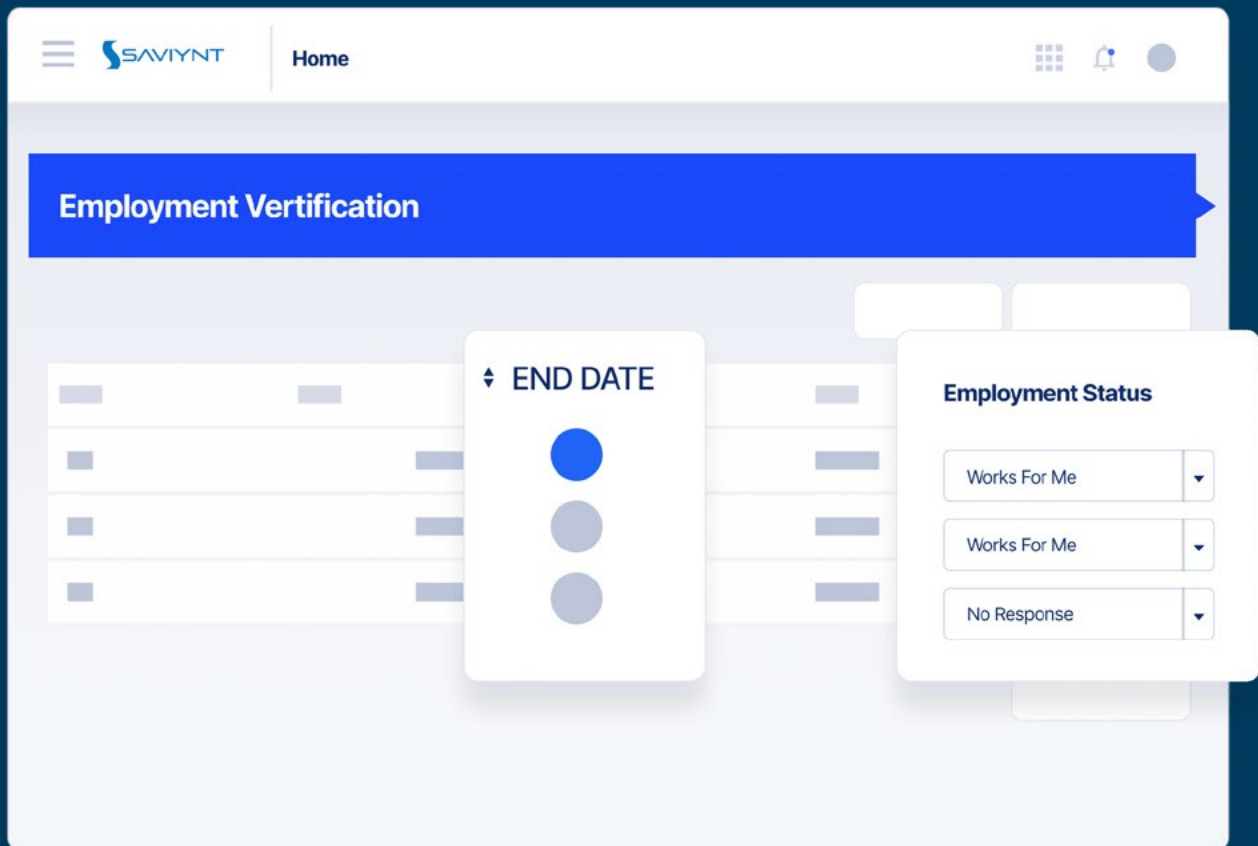 SAVIYNT
Home
Employment Vertification
END DATE
Employment Status
Works For Me
Works For Me
No Response